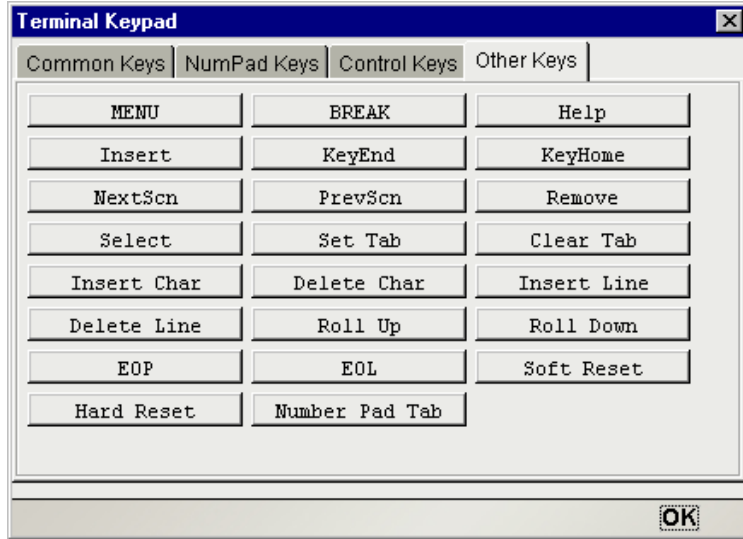 Terminal Keypad
Common Keys NumPad Keys Control Keys Other Keys
MENU BREAK Help
Insert KeyEnd KeyHome
NextScn PrevScn Remove
Select Set Tab Clear Tab
Insert Char Delete Char Insert Line
Delete Line Roll Up Roll Down
EOP EOL Soft Reset
Hard Reset Number Pad Tab
OK